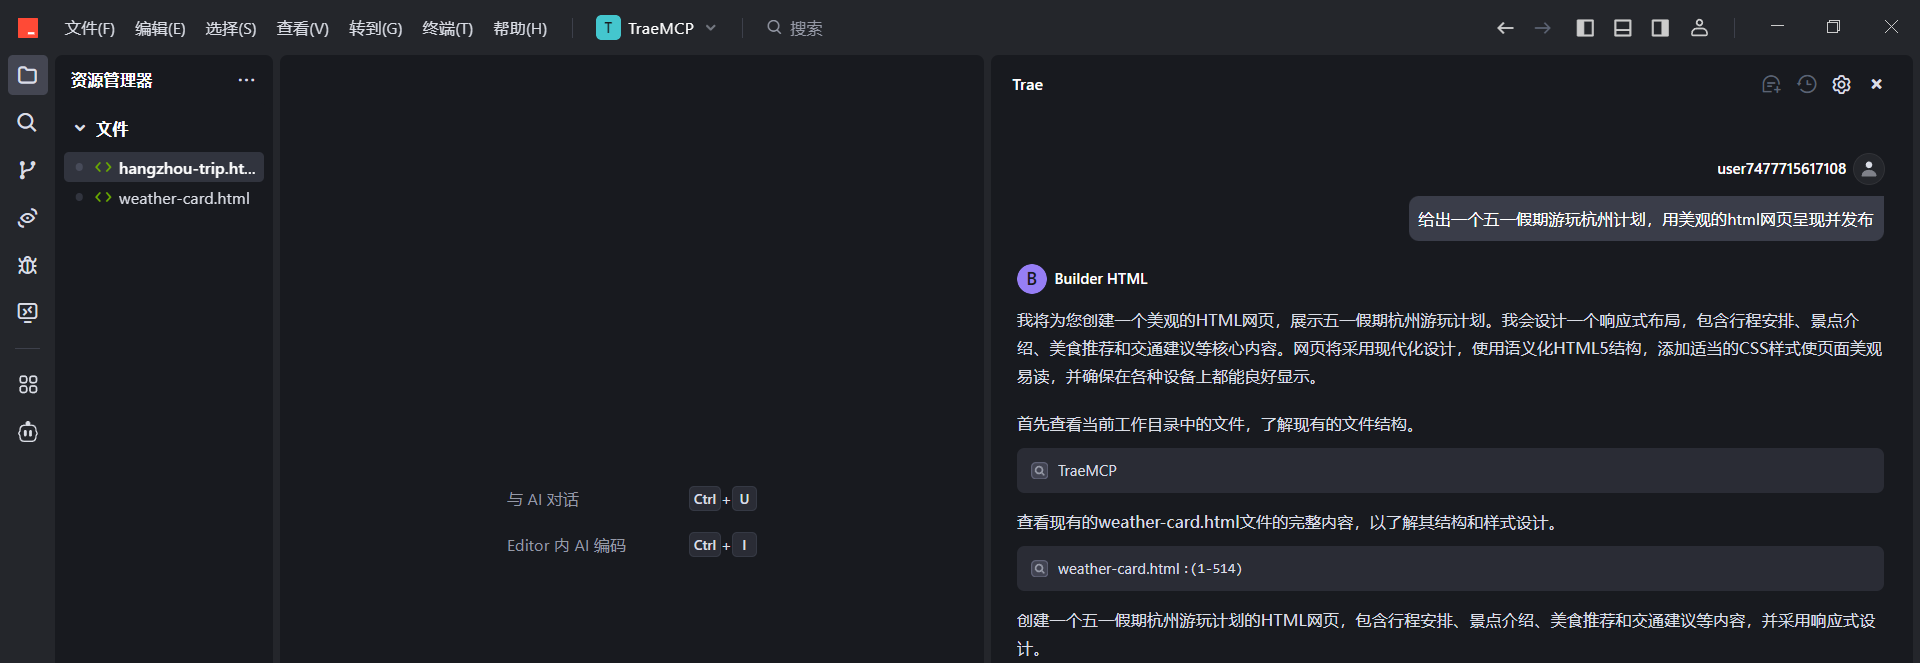 文件(F) 编辑(E) 选择(S) 查看(V) 转到(G) 终端(T) 帮助(H) T TraeMCP 搜索
资源管理器
文件
hangzhou-trip.ht...
weather-card.html
与 AI 对话 Ctrl + U
Editor 内 AI 编码 Ctrl + I
Trae
user7477715617108
给出一个五一假期游玩杭州计划，用美观的html网页呈现并发布
B Builder HTML
我将为您创建一个美观的HTML网页，展示五一假期杭州游玩计划。我会设计一个响应式布局，包含行程安排、景点介
绍、美食推荐和交通建议等核心内容。网页将采用现代化设计，使用语义化HTML5结构，添加适当的CSS样式使页面美观
易读，并确保在各种设备上都能良好显示。
首先查看当前工作目录中的文件，了解现有的文件结构。
TraeMCP
查看现有的weather-card.html文件的完整内容，以了解其结构和样式设计。
weather-card.html : (1-514)
创建一个五一假期杭州游玩计划的HTML网页，包含行程安排、景点介绍、美食推荐和交通建议等内容，并采用响应式设
计。